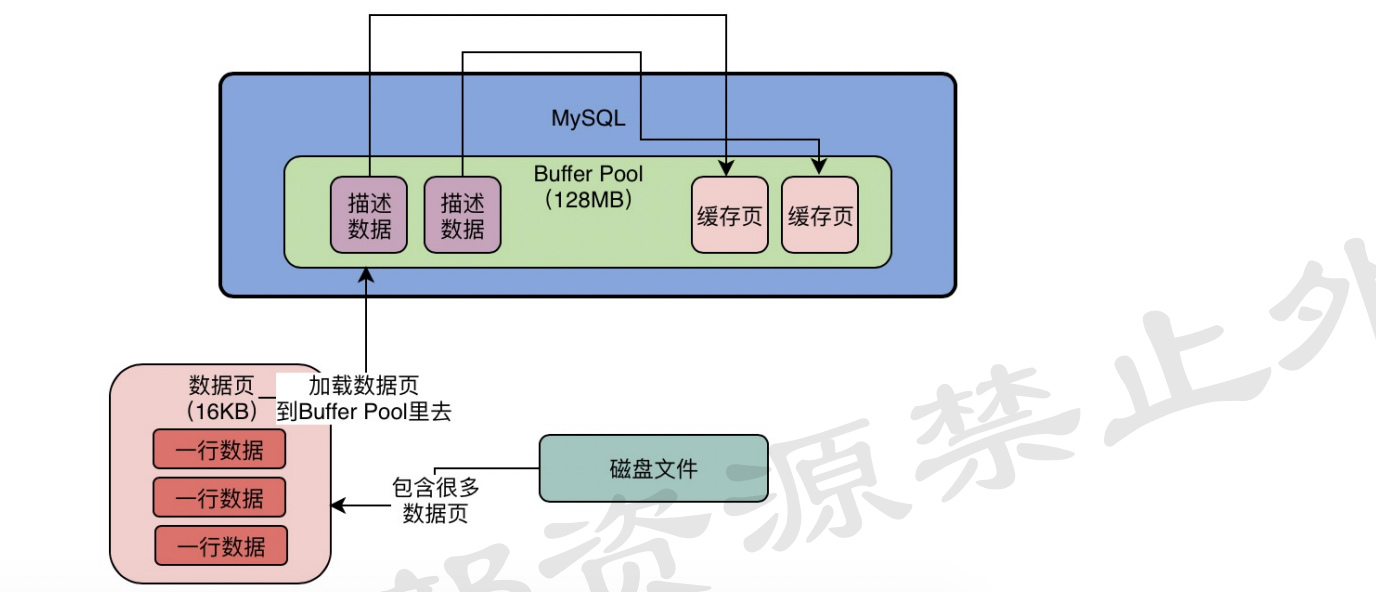 MySQL
Buffer Pool
（128MB）
描述
数据
描述
数据
缓存页
缓存页
数据页
（16KB）
加载数据页
到Buffer Pool里去
一行数据
一行数据
一行数据
磁盘文件
包含很多
数据页
资源禁止外